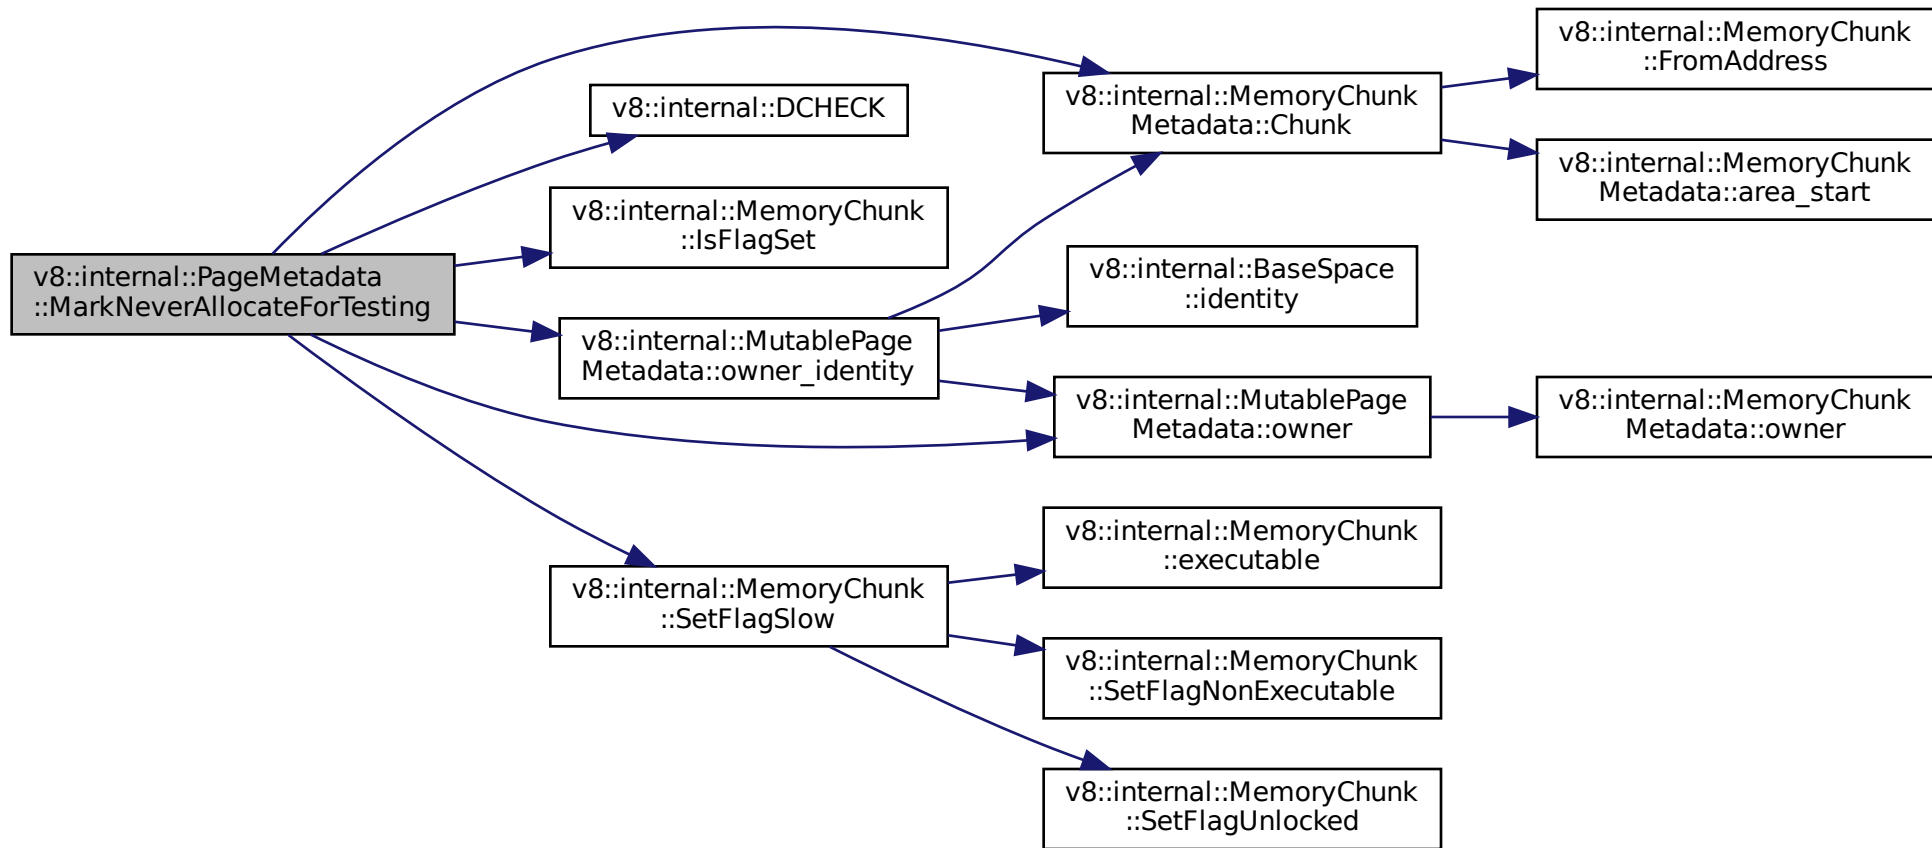 v8::internal::PageMetadata
::MarkNeverAllocateForTesting
v8::internal::DCHECK
v8::internal::MemoryChunk
::IsFlagSet
v8::internal::MutablePage
Metadata::owner_identity
v8::internal::MemoryChunk
::SetFlagSlow
v8::internal::MemoryChunk
Metadata::Chunk
v8::internal::BaseSpace
::identity
v8::internal::MutablePage
Metadata::owner
v8::internal::MemoryChunk
::executable
v8::internal::MemoryChunk
::SetFlagNonExecutable
v8::internal::MemoryChunk
::SetFlagUnlocked
v8::internal::MemoryChunk
::FromAddress
v8::internal::MemoryChunk
Metadata::area_start
v8::internal::MemoryChunk
Metadata::owner